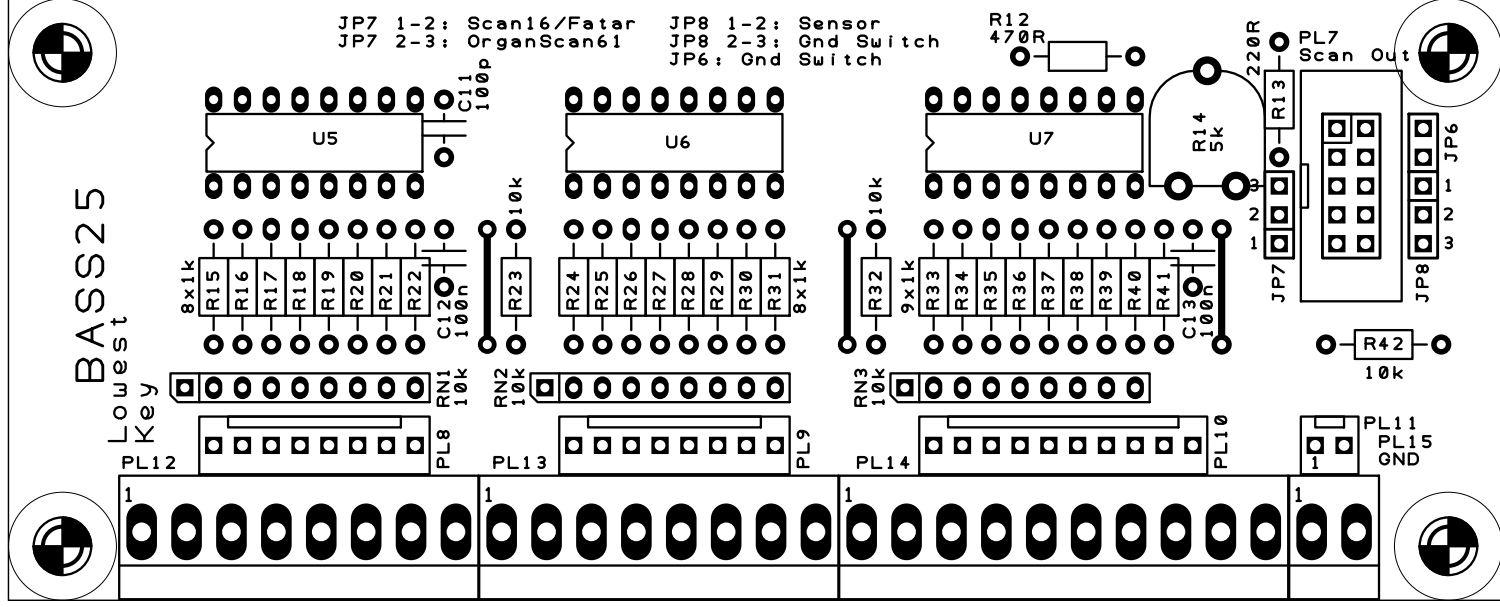 JP7 1-2: Scan16/Fatar
JP7 2-3: OrganScan61
JP8 1-2: Sensor
JP8 2-3: Gnd Switch
JP6: Gnd Switch
R12
470R
220R
R13
PL7
Scan Out
C11
100p
U5
U6
U7
R14
5k
JP6
1
2
3
JP8
3
2
1
JP7
BASS25
Lowest
Key
8x1k
R15
R16
R17
R18
R19
R20
R21
R22
C12
100n
10k
R23
R24
R25
R26
R27
R28
R29
R30
R31
8x1k
10k
R32
9x1k
R33
R34
R35
R36
R37
R38
R39
R40
R41
C13
100n
R42
10k
RN1
10k
RN2
10k
RN3
10k
PL8
PL9
PL10
PL11
PL15
GND
1
PL12
PL13
PL14
1
1
1
1